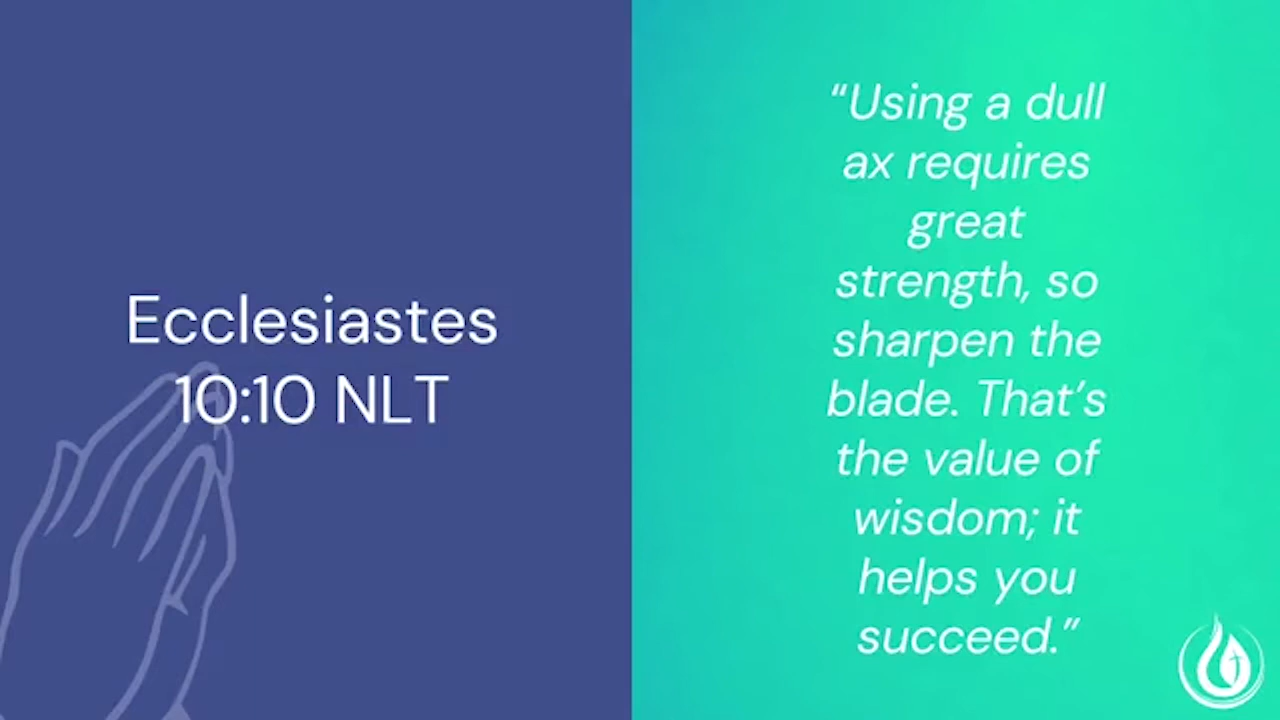 Ecclesiastes
10:10 NLT
“Using a dull
ax requires
great
strength, so
sharpen the
blade. That’s
the value of
wisdom; it
helps you
succeed.”